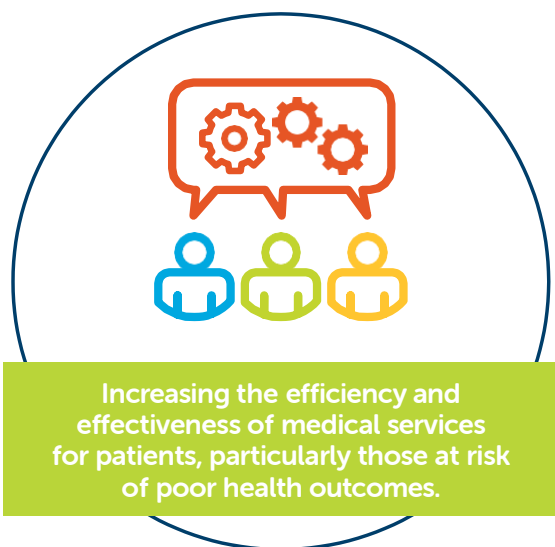 Increasing the efficiency and
effectiveness of medical services
for patients, particularly those at risk
of poor health outcomes.